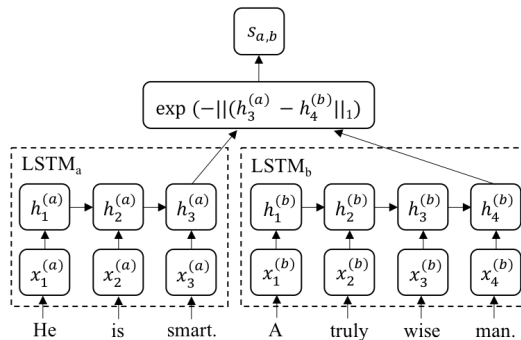 s_{a,b}
exp (−||(h_3^{(a)} − h_4^{(b)}||_1)
LSTM_a
LSTM_b
h_1^{(a)} h_2^{(a)} h_3^{(a)} h_1^{(b)} h_2^{(b)} h_3^{(b)} h_4^{(b)}
x_1^{(a)} x_2^{(a)} x_3^{(a)} x_1^{(b)} x_2^{(b)} x_3^{(b)} x_4^{(b)}
He is smart. A truly wise man.